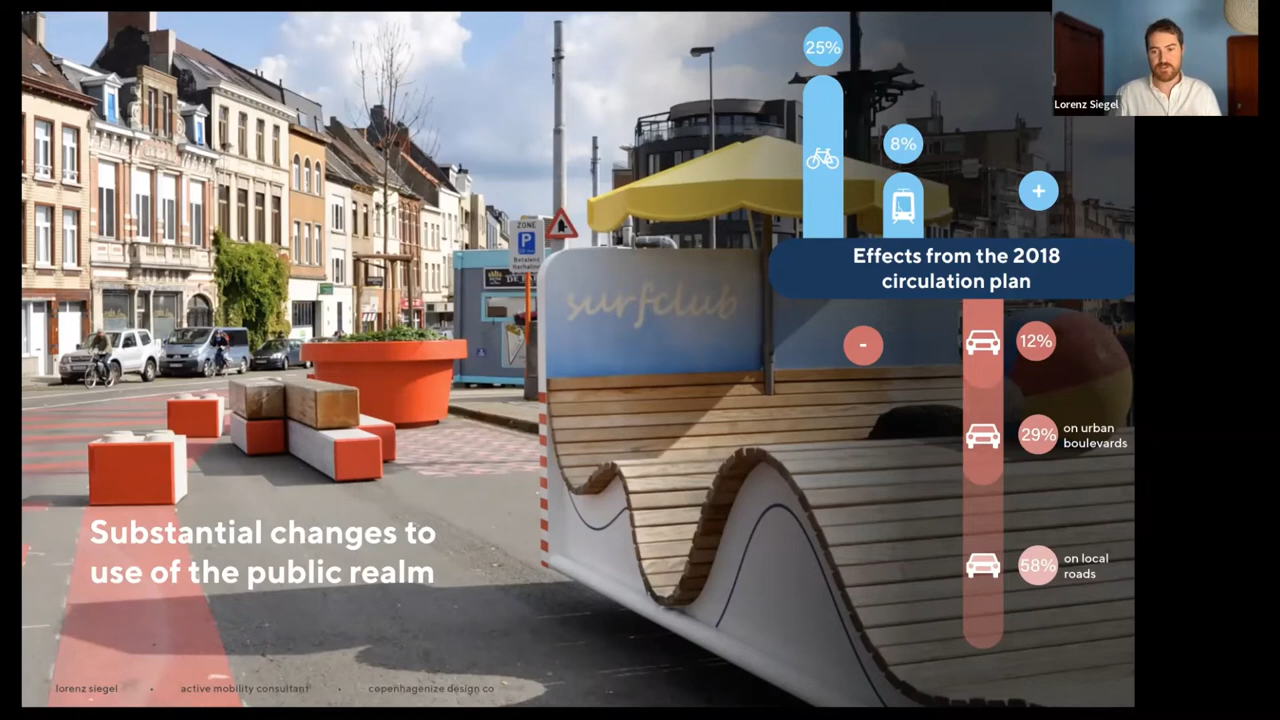 25%
8%
+
Effects from the 2018
circulation plan
-
12%
29%
on urban
boulevards
58%
on local
roads
Lorenz Siegel
ZONE
P
surfclub
Substantial changes to
use of the public realm
lorenz siegel • active mobility consultant • copenhagenize design co